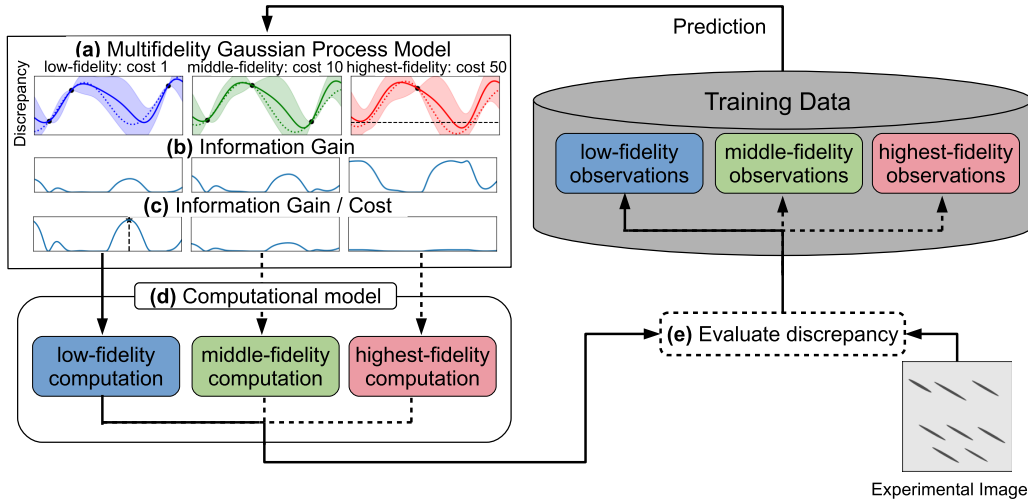 Prediction
(a) Multifidelity Gaussian Process Model
low-fidelity: cost 1
middle-fidelity: cost 10
highest-fidelity: cost 50
Discrepancy
(b) Information Gain
(c) Information Gain / Cost
Training Data
low-fidelity
observations
middle-fidelity
observations
highest-fidelity
observations
(d) Computational model
low-fidelity
computation
middle-fidelity
computation
highest-fidelity
computation
(e) Evaluate discrepancy
Experimental Image